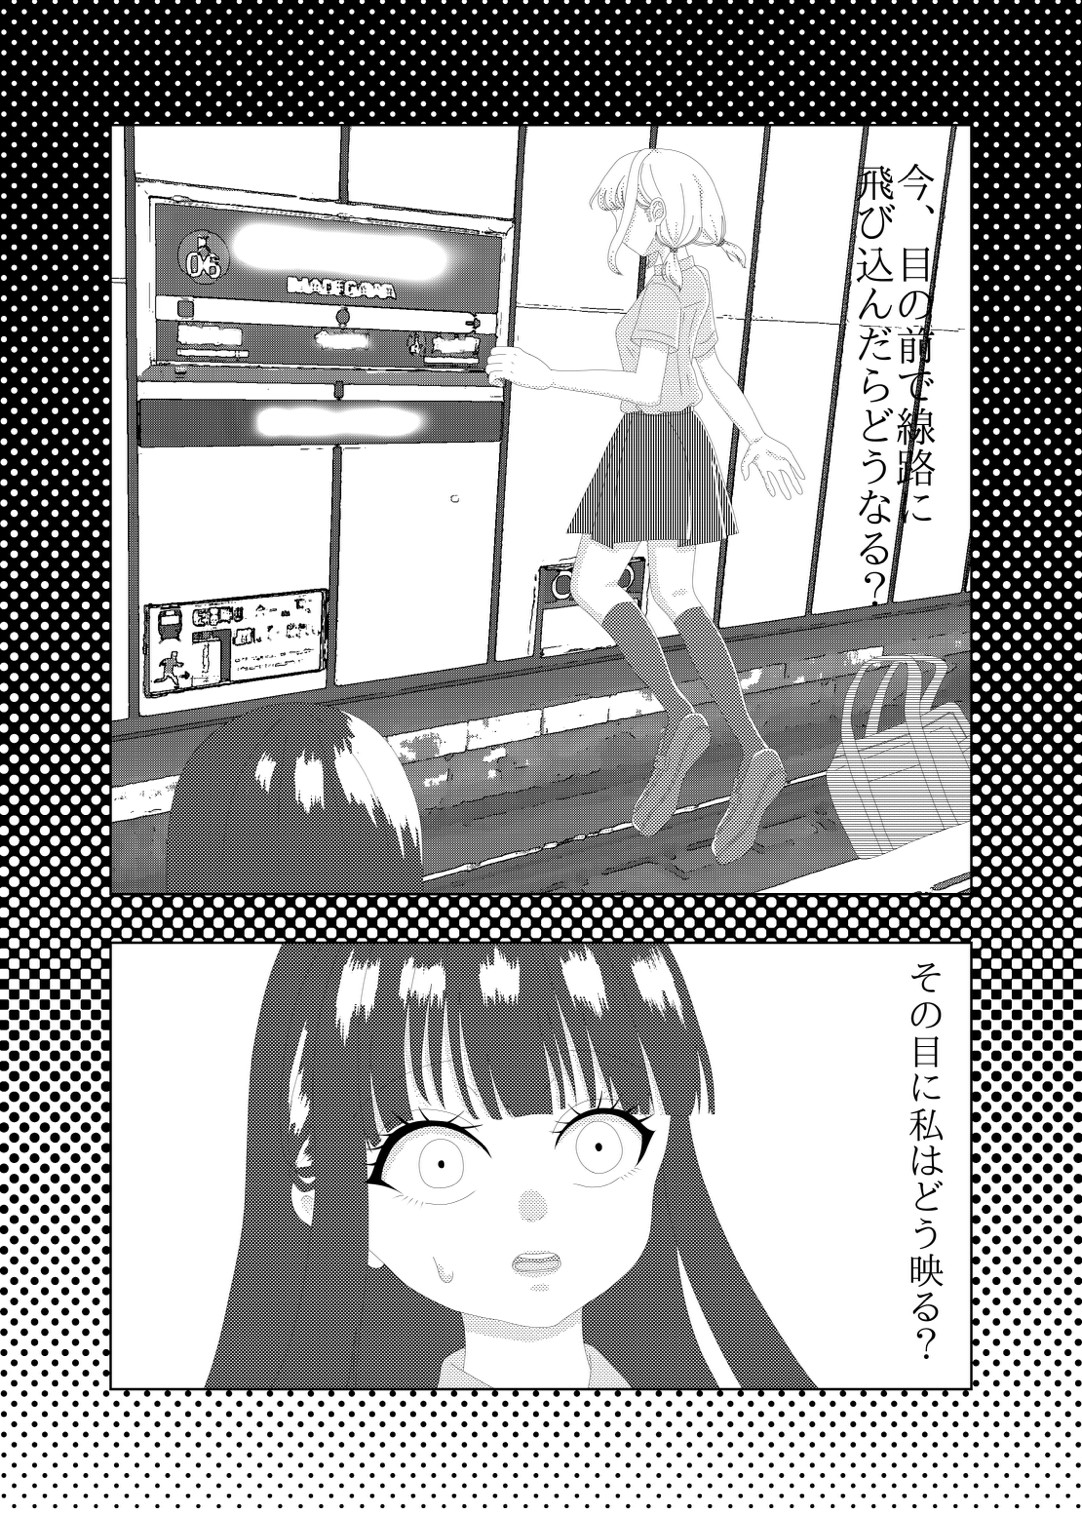 今、目の前で線路に
飛び込んだらどうなる？
06
その目に私はどう映る？